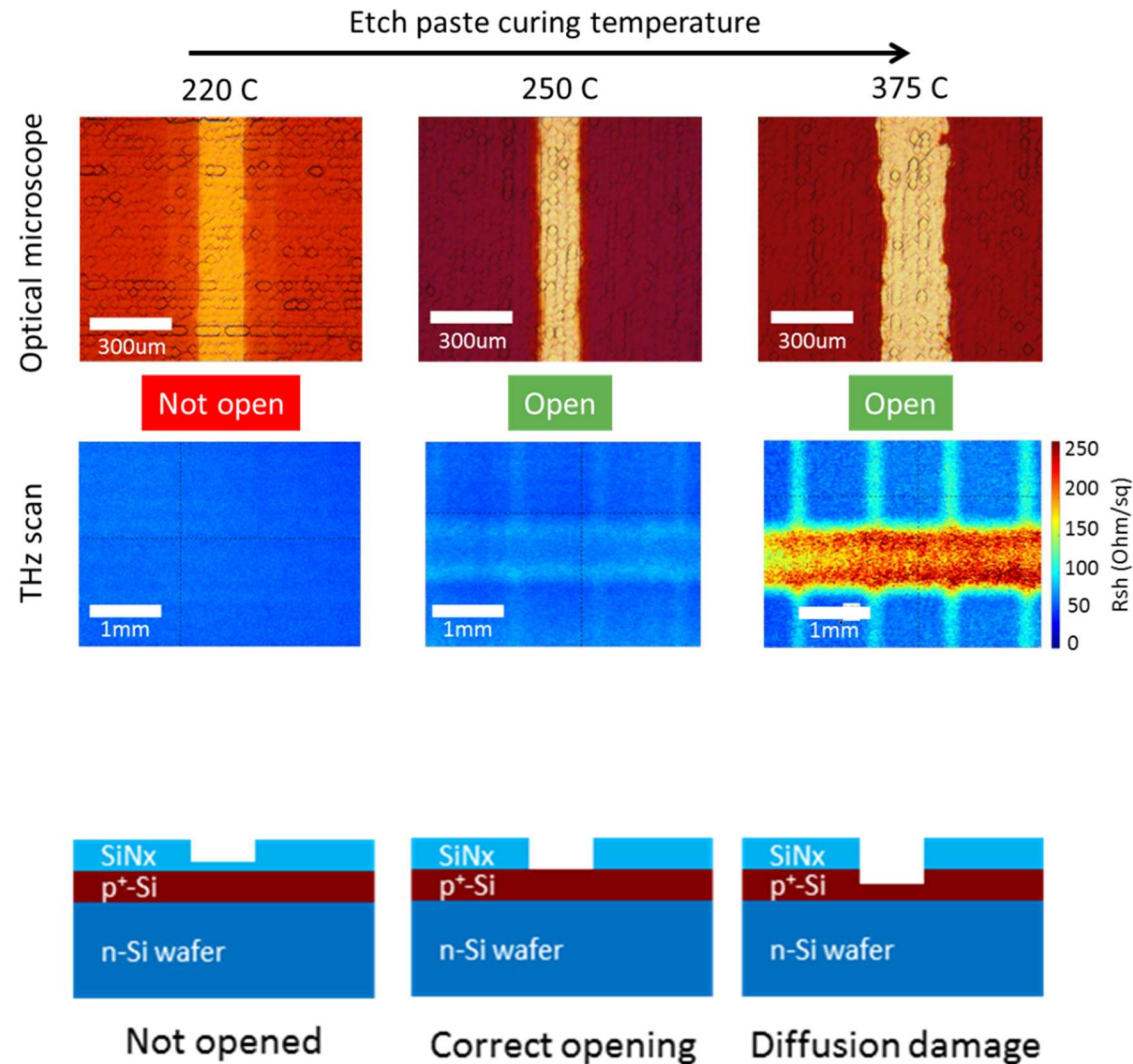 Etch paste curing temperature
220 C
250 C
375 C
Optical microscope
300um
300um
300um
Not open
Open
Open
THz scan
1mm
1mm
1mm
250
200
150
100
50
0
Rsh (Ohm/sq)
SiNx
p⁺-Si
n-Si wafer
SiNx
p⁺-Si
n-Si wafer
SiNx
p⁺-Si
n-Si wafer
Not opened
Correct opening
Diffusion damage